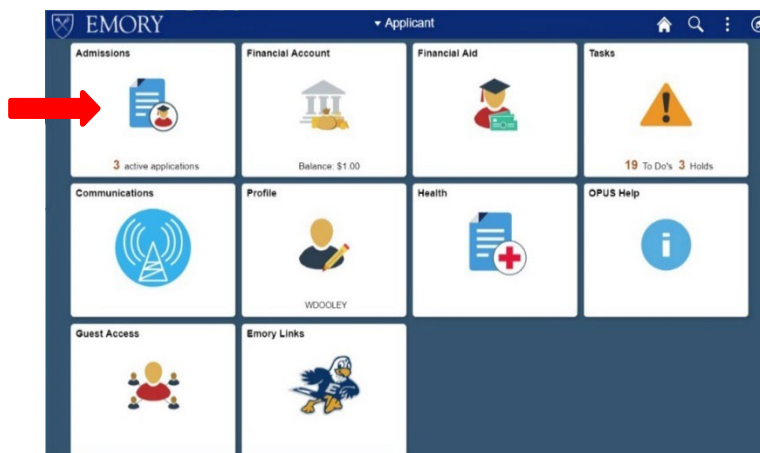 EMORY
Applicant
Admissions
3 active applications
Financial Account
Balance: $1.00
Financial Aid
Tasks
19 To Do's 3 Holds
Communications
Profile
WDOOLEY
Health
OPUS Help
i
Guest Access
Emory Links
E